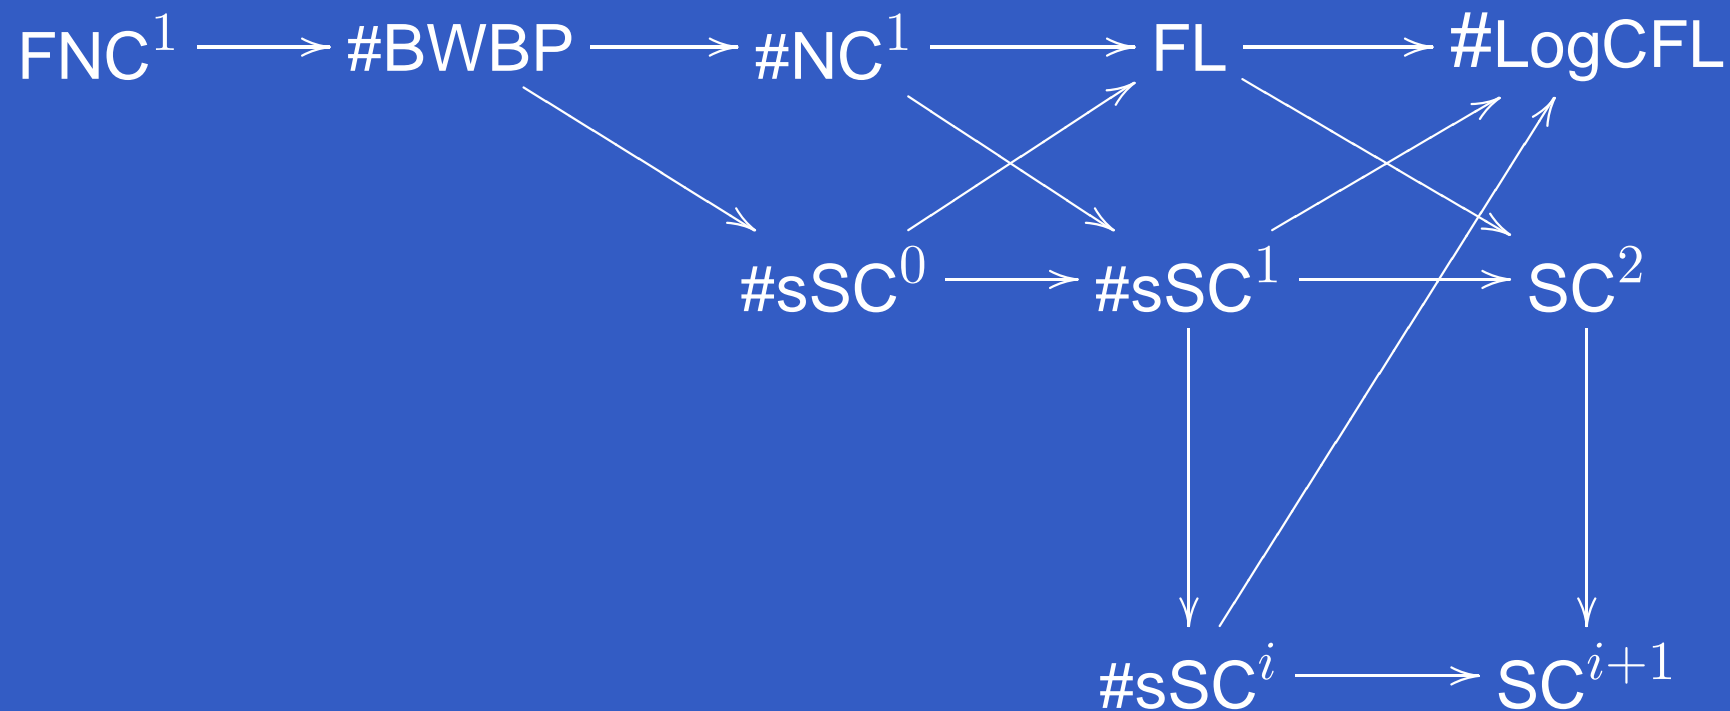 FNC^1 #BWBP #NC^1 FL #LogCFL
#sSC^0 #sSC^1 SC^2
#sSC^i SC^{i+1}